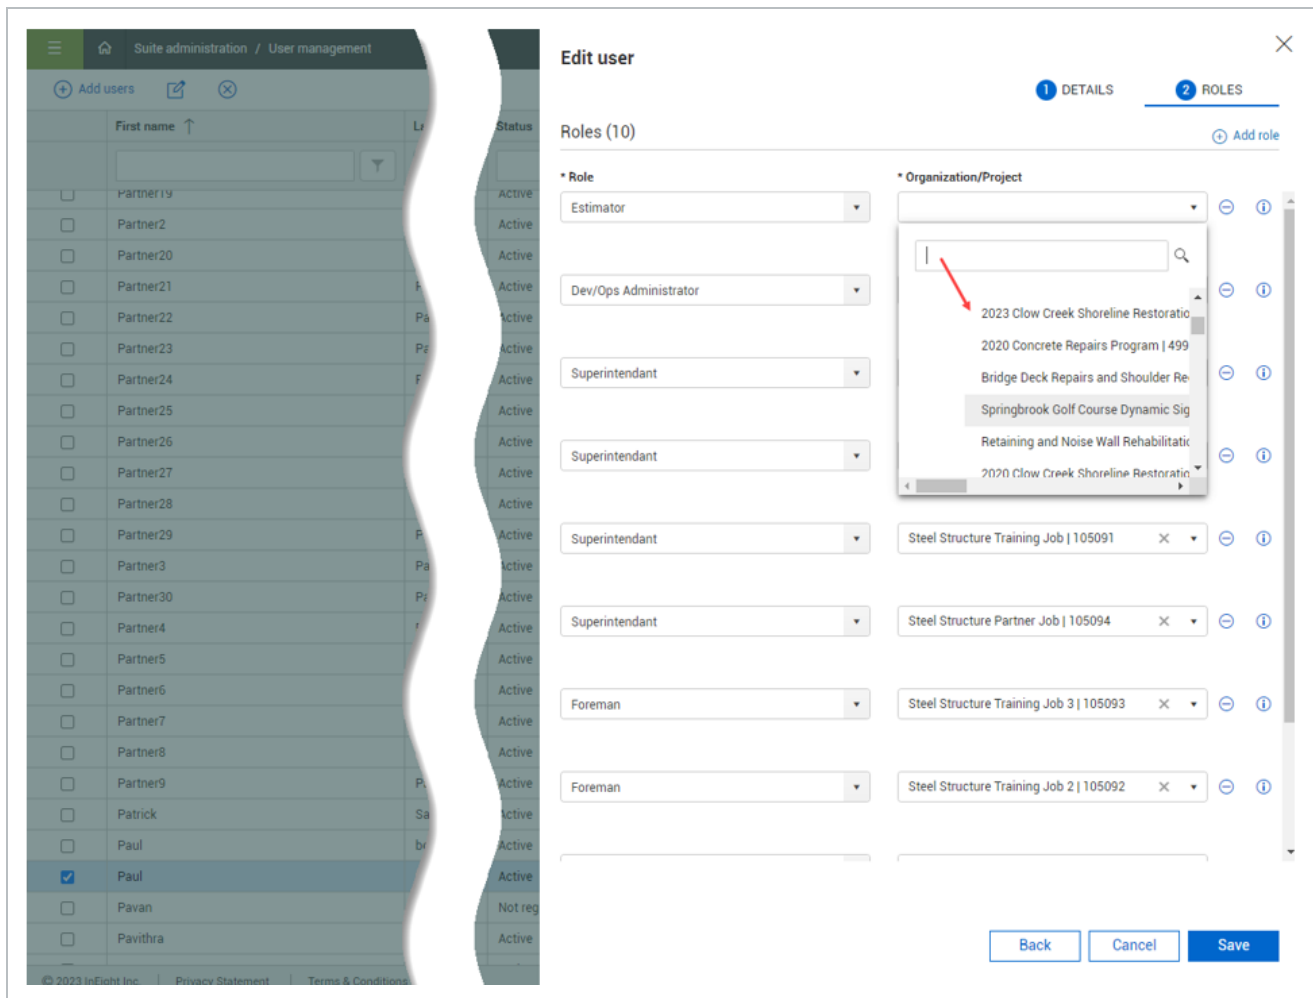 Suite administration / User management
Add users
First name
Status
Partner19
Active
Partner2
Active
Partner20
Active
Partner21
Active
Partner22
Pa
Active
Partner23
Pa
Active
Partner24
Active
Partner25
Active
Partner26
Active
Partner27
Active
Partner28
Active
Partner29
Active
Partner3
Pa
Active
Partner30
Pa
Active
Partner4
Active
Partner5
Active
Partner6
Active
Partner7
Active
Partner8
Active
Partner9
Active
Patrick
Sa
Active
Paul
Active
Paul
Active
Pavan
Not reg
Pavithra
Active
© 2023 InEight Inc. | Privacy Statement | Terms & Conditions
Edit user
1 DETAILS
2 ROLES
Roles (10)
Add role
* Role
* Organization/Project
Estimator
Dev/Ops Administrator
2023 Clow Creek Shoreline Restoratio
2020 Concrete Repairs Program | 499
Bridge Deck Repairs and Shoulder Re
Springbrook Golf Course Dynamic Sig
Retaining and Noise Wall Rehabilitatio
2020 Clow Creek Shoreline Restoratio
Superintendant
Superintendant
Superintendant
Steel Structure Training Job | 105091
Superintendant
Steel Structure Partner Job | 105094
Foreman
Steel Structure Training Job 3 | 105093
Foreman
Steel Structure Training Job 2 | 105092
Back
Cancel
Save